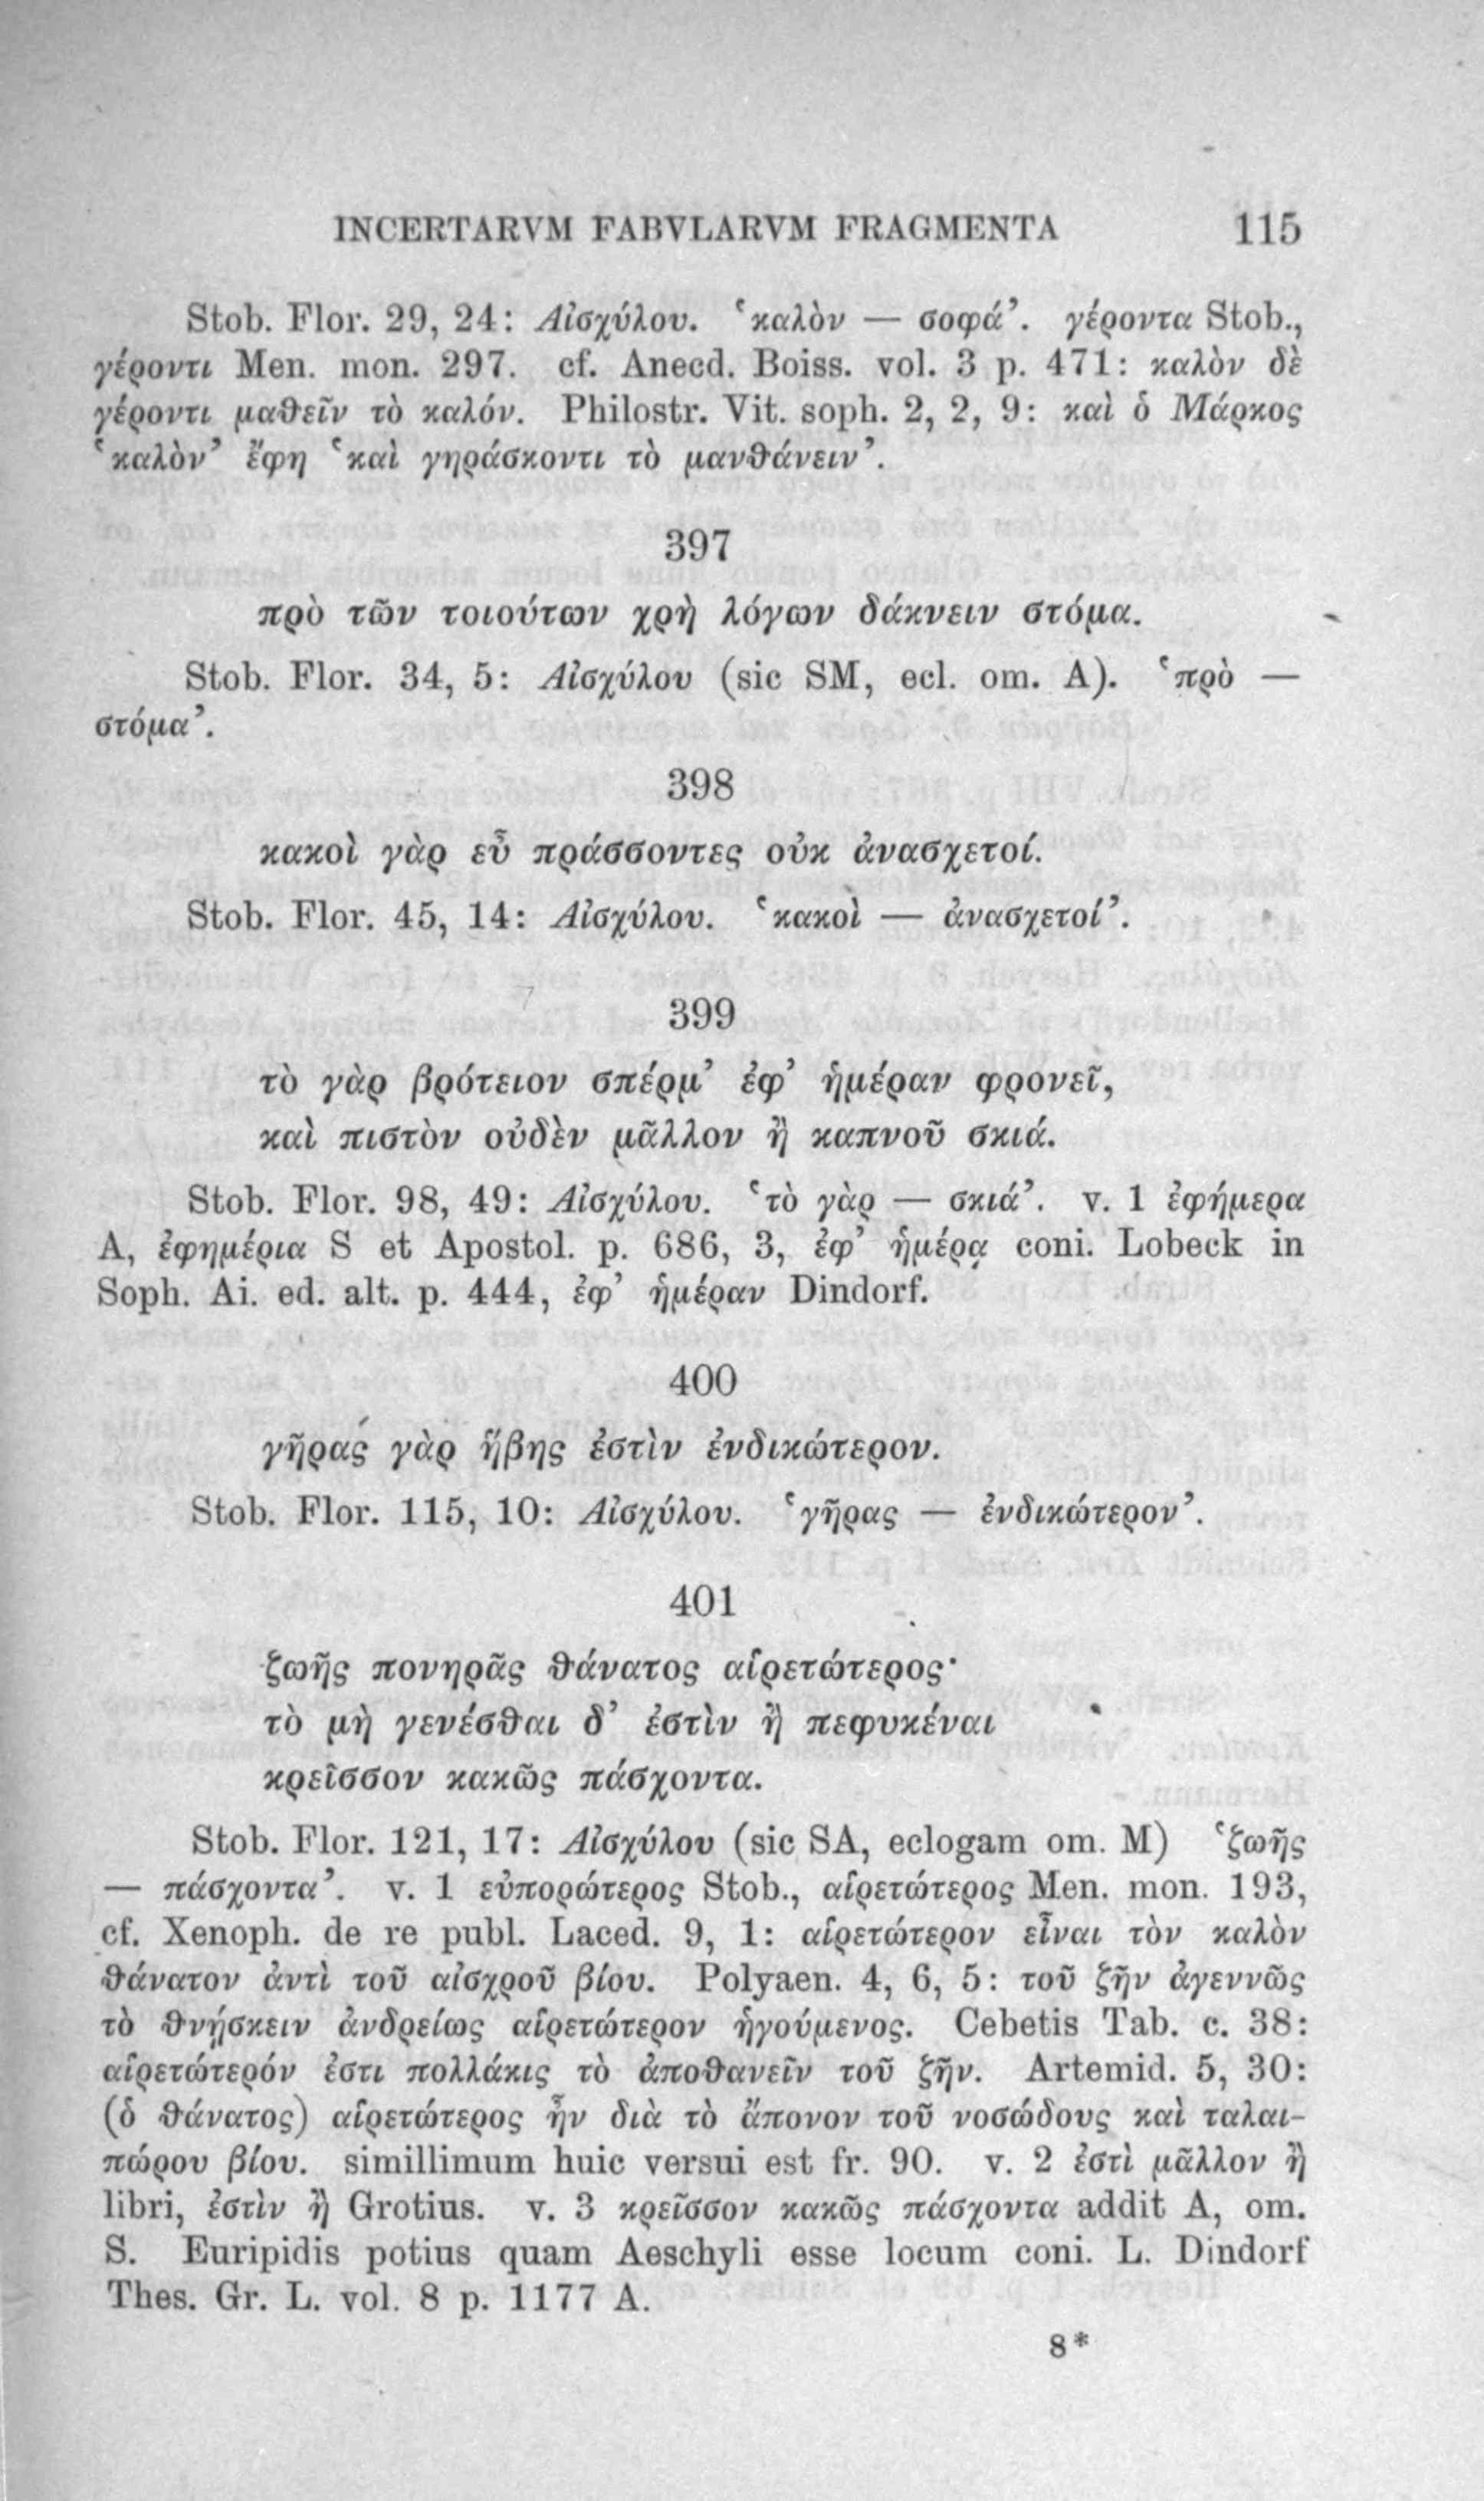 INCERTARVM FABVLARVM FRAGMENTA 115
Stob. Flor. 29, 24: Αἰσχύλου. ‘καλὸν — σοφά’. γέροντα Stob.,
γέροντι Men. mon. 297. cf. Anecd. Boiss. vol. 3 p. 471: καλὸν δὲ
γέροντι μαθεῖν τὸ καλόν. Philostr. Vit. soph. 2, 2, 9: καὶ ὁ Μάρκος
‘καλὸν’ ἔφη ‘καὶ γηράσκοντι τὸ μανθάνειν’.
397
πρὸ τῶν τοιούτων χρὴ λόγων δάκνειν στόμα.
Stob. Flor. 34, 5: Αἰσχύλου (sic SM, ecl. om. A). ‘πρὸ —
στόμα’.
398
κακοὶ γὰρ εὖ πράσσοντες οὐκ ἀνασχετοί.
Stob. Flor. 45, 14: Αἰσχύλου. ‘κακοὶ — ἀνασχετοί’.
399
τὸ γὰρ βρότειον σπέρμ’ ἐφ’ ἡμέραν φρονεῖ,
καὶ πιστὸν οὐδὲν μᾶλλον ἢ καπνοῦ σκιά.
Stob. Flor. 98, 49: Αἰσχύλου. ‘τὸ γὰρ — σκιά’. v. 1 ἐφήμερα
A, ἐφημέρια S et Apostol. p. 686, 3, ἐφ’ ἡμέρᾳ coni. Lobeck in
Soph. Ai. ed. alt. p. 444, ἐφ’ ἡμέραν Dindorf.
400
γῆρας γὰρ ἥβης ἐστὶν ἐνδικώτερον.
Stob. Flor. 115, 10: Αἰσχύλου. ‘γῆρας — ἐνδικώτερον’.
401
ζωῆς πονηρᾶς θάνατος αἱρετώτερος·
τὸ μὴ γενέσθαι δ’ ἐστὶν ἢ πεφυκέναι
κρεῖσσον κακῶς πάσχοντα.
Stob. Flor. 121, 17: Αἰσχύλου (sic SA, eclogam om. M) ‘ζωῆς
— πάσχοντα’. v. 1 εὐπορώτερος Stob., αἱρετώτερος Men. mon. 193,
cf. Xenoph. de re publ. Laced. 9, 1: αἱρετώτερον εἶναι τὸν καλὸν
θάνατον ἀντὶ τοῦ αἰσχροῦ βίου. Polyaen. 4, 6, 5: τοῦ ζῆν ἀγεννῶς
τὸ θνῄσκειν ἀνδρείως αἱρετώτερον ἡγούμενος. Cebetis Tab. c. 38:
αἱρετώτερόν ἐστι πολλάκις τὸ ἀποθανεῖν τοῦ ζῆν. Artemid. 5, 30:
(ὁ θάνατος) αἱρετώτερος ἦν διὰ τὸ ἄπονον τοῦ νοσώδους καὶ ταλαι-
πώρου βίου. simillimum huic versui est fr. 90. v. 2 ἐστὶ μᾶλλον ἢ
libri, ἐστὶν ἢ Grotius. v. 3 κρεῖσσον κακῶς πάσχοντα addit A, om.
S. Euripidis potius quam Aeschyli esse locum coni. L. Dindorf
Thes. Gr. L. vol. 8 p. 1177 A.
8*